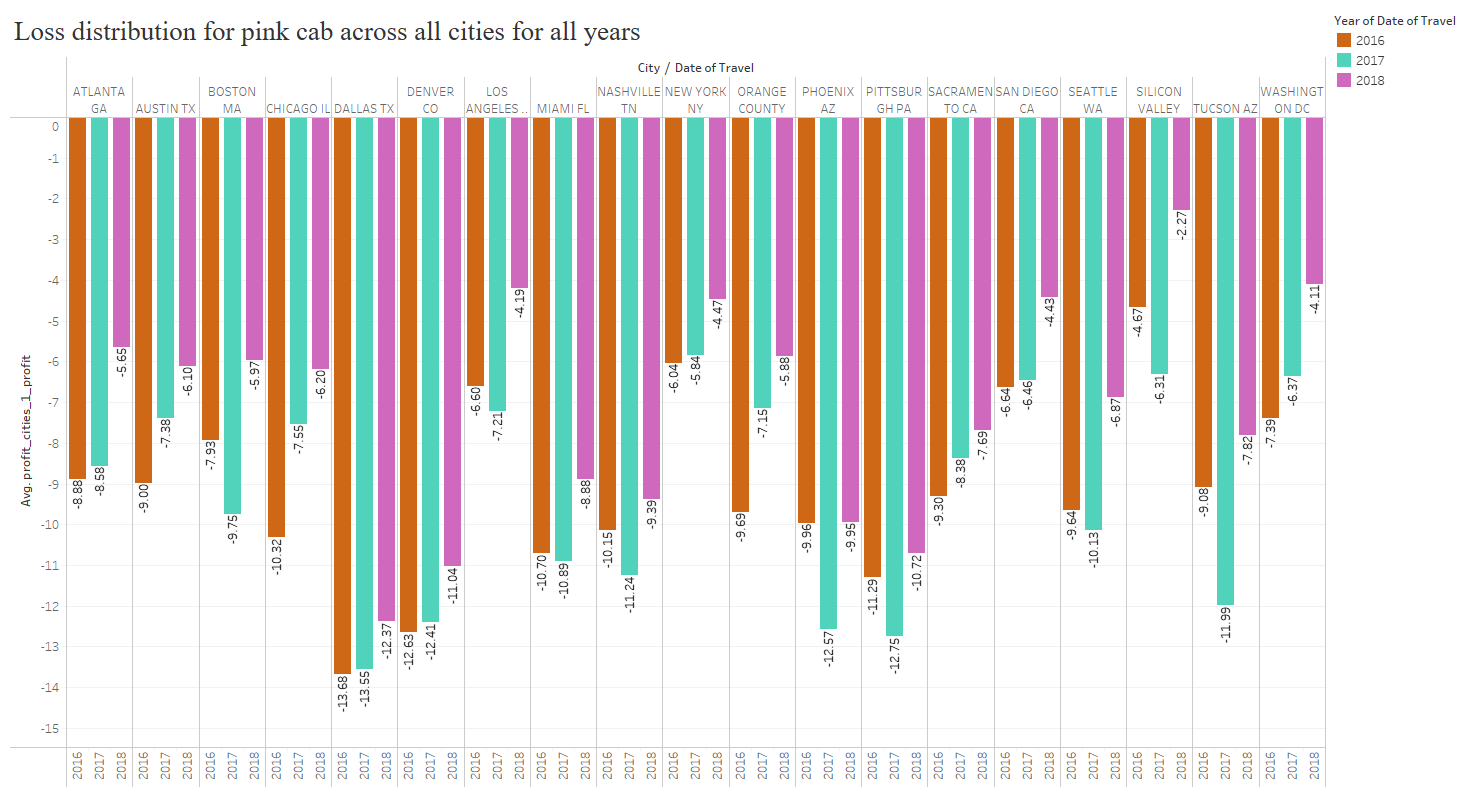 Loss distribution for pink cab across all cities for all years
Year of Date of Travel
2016
2017
2018
City / Date of Travel
ATLANTA GA
AUSTIN TX
BOSTON MA
CHICAGO IL
DALLAS TX
DENVER CO
LOS ANGELES ..
MIAMI FL
NASHVILLE TN
NEW YORK NY
ORANGE COUNTY
PHOENIX AZ
PITTSBURGH PA
SACRAMENTO CA
SAN DIEGO CA
SEATTLE WA
SILICON VALLEY
TUCSON AZ
WASHINGTON DC
Avg. profit_cities_1_profit
0
-1
-2
-3
-4
-5
-6
-7
-8
-9
-10
-11
-12
-13
-14
-15
-8.88 -8.58 -5.65
-9.00 -7.38 -6.10
-7.93 -9.75 -5.97
-10.32 -7.55 -6.20
-13.68 -13.55 -12.37
-12.63 -12.41 -11.04
-6.60 -7.21 -4.19
-10.70 -10.89 -8.88
-10.15 -11.24 -9.39
-6.04 -5.84 -4.47
-9.69 -7.15 -5.88
-9.96 -12.57 -9.95
-11.29 -12.75 -10.72
-9.30 -8.38 -7.69
-6.64 -6.46 -4.43
-9.64 -10.13 -6.87
-4.67 -6.31 -2.27
-9.08 -11.99 -7.82
-7.39 -6.37 -4.11
2016 2017 2018 2016 2017 2018 2016 2017 2018 2016 2017 2018 2016 2017 2018 2016 2017 2018 2016 2017 2018 2016 2017 2018 2016 2017 2018 2016 2017 2018 2016 2017 2018 2016 2017 2018 2016 2017 2018 2016 2017 2018 2016 2017 2018 2016 2017 2018 2016 2017 2018 2016 2017 2018 2016 2017 2018